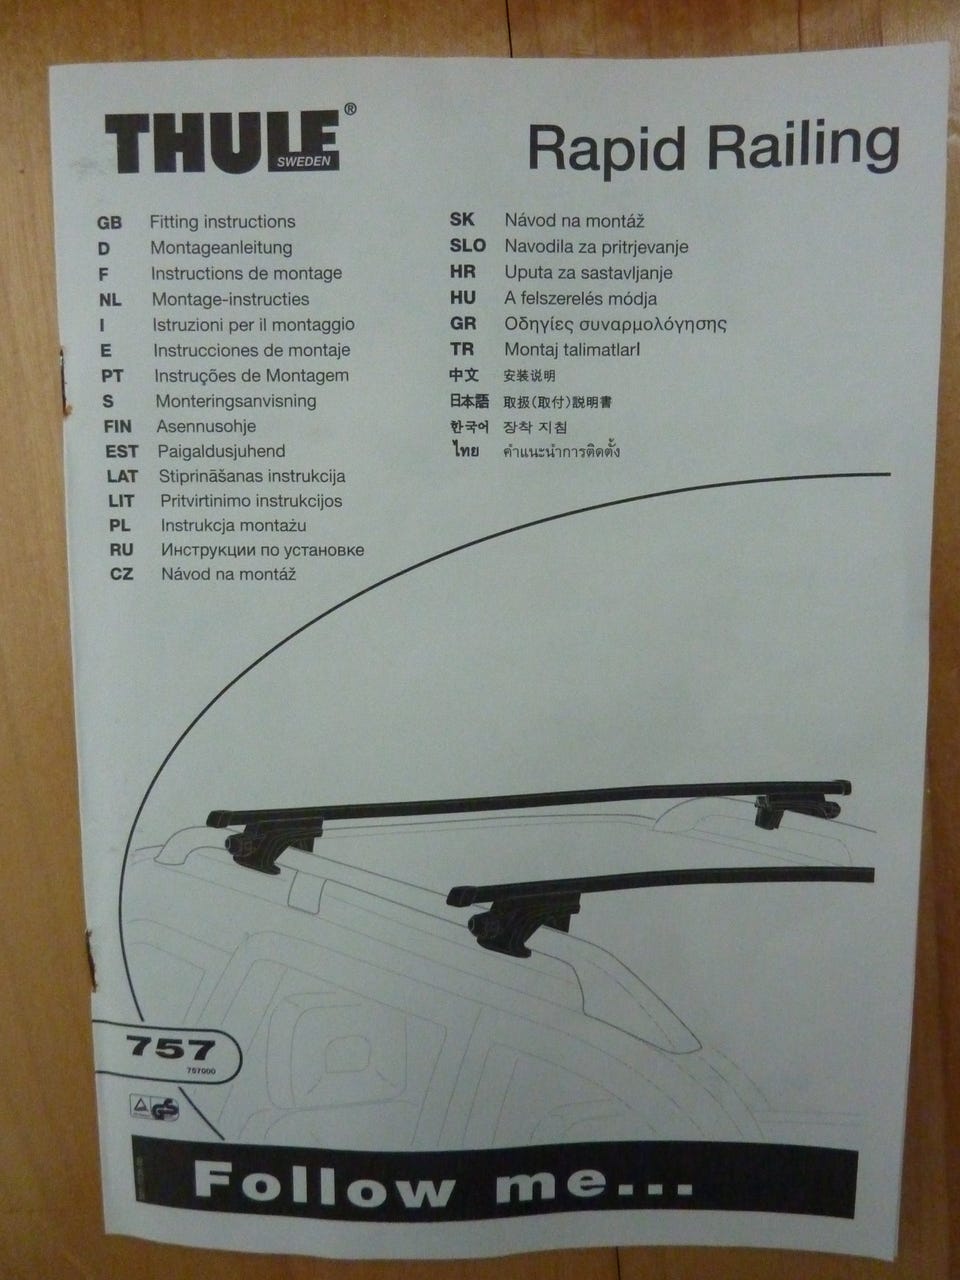 THULE®
SWEDEN
Rapid Railing
GB Fitting instructions
D Montageanleitung
F Instructions de montage
NL Montage-instructies
I Istruzioni per il montaggio
E Instrucciones de montaje
PT Instruções de Montagem
S Monteringsanvisning
FIN Asennusohje
EST Paigaldusjuhend
LAT Stiprināšanas instrukcija
LIT Pritvirtinimo instrukcijos
PL Instrukcja montażu
RU Инструкции по установке
CZ Návod na montáž
SK Návod na montáž
SLO Navodila za pritrjevanje
HR Uputa za sastavljanje
HU A felszerelés módja
GR Οδηγίες συναρμολόγησης
TR Montaj talimatlarI
中文 安装说明
日本語 取扱(取付)説明書
한국어 장착 지침
ไทย คำแนะนำการติดตั้ง
757
757000
Follow me...